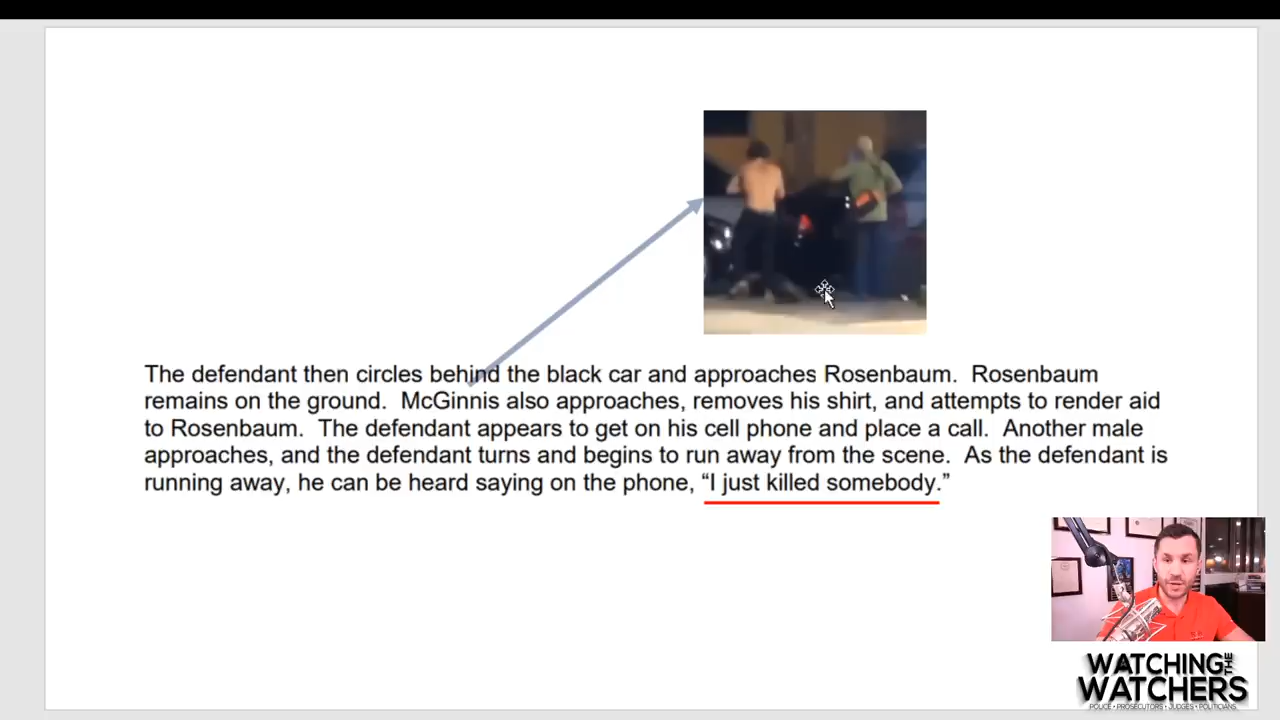 The defendant then circles behind the black car and approaches Rosenbaum. Rosenbaum
remains on the ground. McGinnis also approaches, removes his shirt, and attempts to render aid
to Rosenbaum. The defendant appears to get on his cell phone and place a call. Another male
approaches, and the defendant turns and begins to run away from the scene. As the defendant is
running away, he can be heard saying on the phone, “I just killed somebody.”
WATCHING THE
WATCHERS
POLICE • PROSECUTORS • JUDGES • POLITICIANS